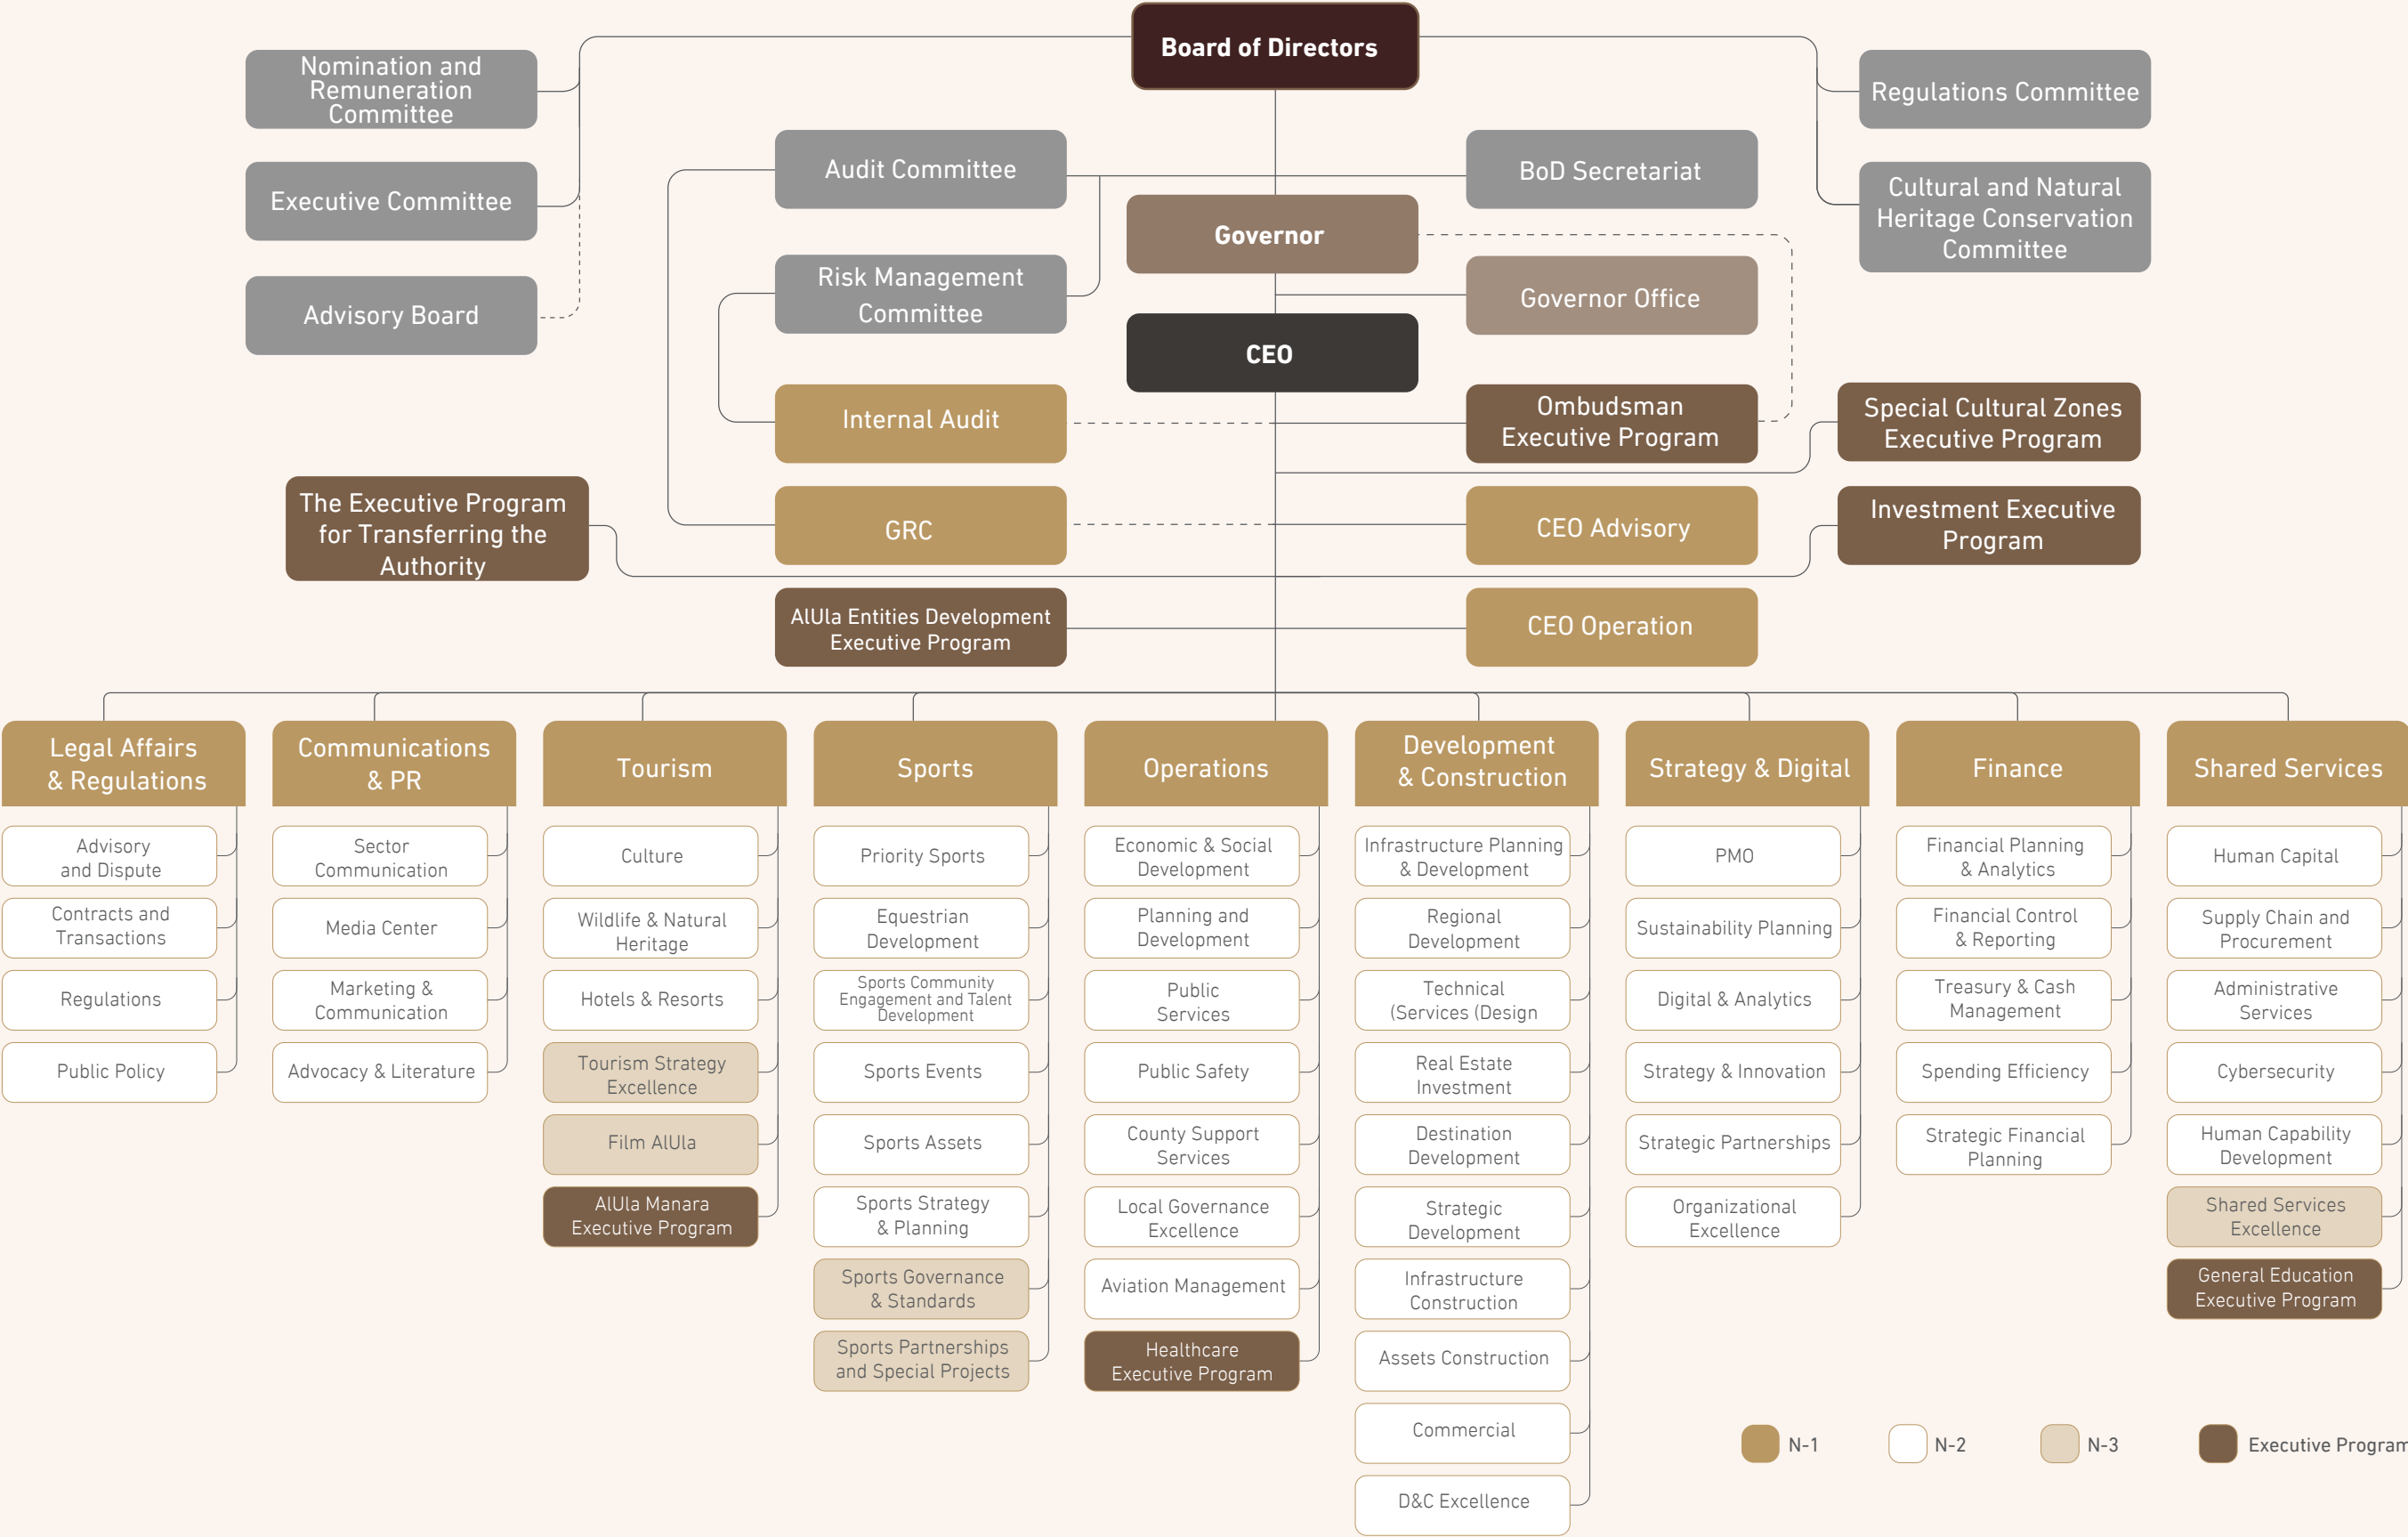 Board of Directors
Nomination and
Remuneration
Committee
Regulations Committee
Audit Committee
BoD Secretariat
Executive Committee
Cultural and Natural
Heritage Conservation
Committee
Governor
Risk Management
Committee
Governor Office
Advisory Board
CEO
Internal Audit
Ombudsman
Executive Program
Special Cultural Zones
Executive Program
The Executive Program
for Transferring the
Authority
GRC
CEO Advisory
Investment Executive
Program
AlUla Entities Development
Executive Program
CEO Operation
Legal Affairs
& Regulations
Advisory
and Dispute
Contracts and
Transactions
Regulations
Public Policy
Communications
& PR
Sector
Communication
Media Center
Marketing &
Communication
Advocacy & Literature
Tourism
Culture
Wildlife & Natural
Heritage
Hotels & Resorts
Tourism Strategy
Excellence
Film AlUla
AlUla Manara
Executive Program
Sports
Priority Sports
Equestrian
Development
Sports Community
Engagement and Talent
Development
Sports Events
Sports Assets
Sports Strategy
& Planning
Sports Governance
& Standards
Sports Partnerships
and Special Projects
Operations
Economic & Social
Development
Planning and
Development
Public
Services
Public Safety
County Support
Services
Local Governance
Excellence
Aviation Management
Healthcare
Executive Program
Development
& Construction
Infrastructure Planning
& Development
Regional
Development
Technical
(Services (Design
Real Estate
Investment
Destination
Development
Strategic
Development
Infrastructure
Construction
Assets Construction
Commercial
D&C Excellence
Strategy & Digital
PMO
Sustainability Planning
Digital & Analytics
Strategy & Innovation
Strategic Partnerships
Organizational
Excellence
Finance
Financial Planning
& Analytics
Financial Control
& Reporting
Treasury & Cash
Management
Spending Efficiency
Strategic Financial
Planning
Shared Services
Human Capital
Supply Chain and
Procurement
Administrative
Services
Cybersecurity
Human Capability
Development
Shared Services
Excellence
General Education
Executive Program
N-1
N-2
N-3
Executive Program